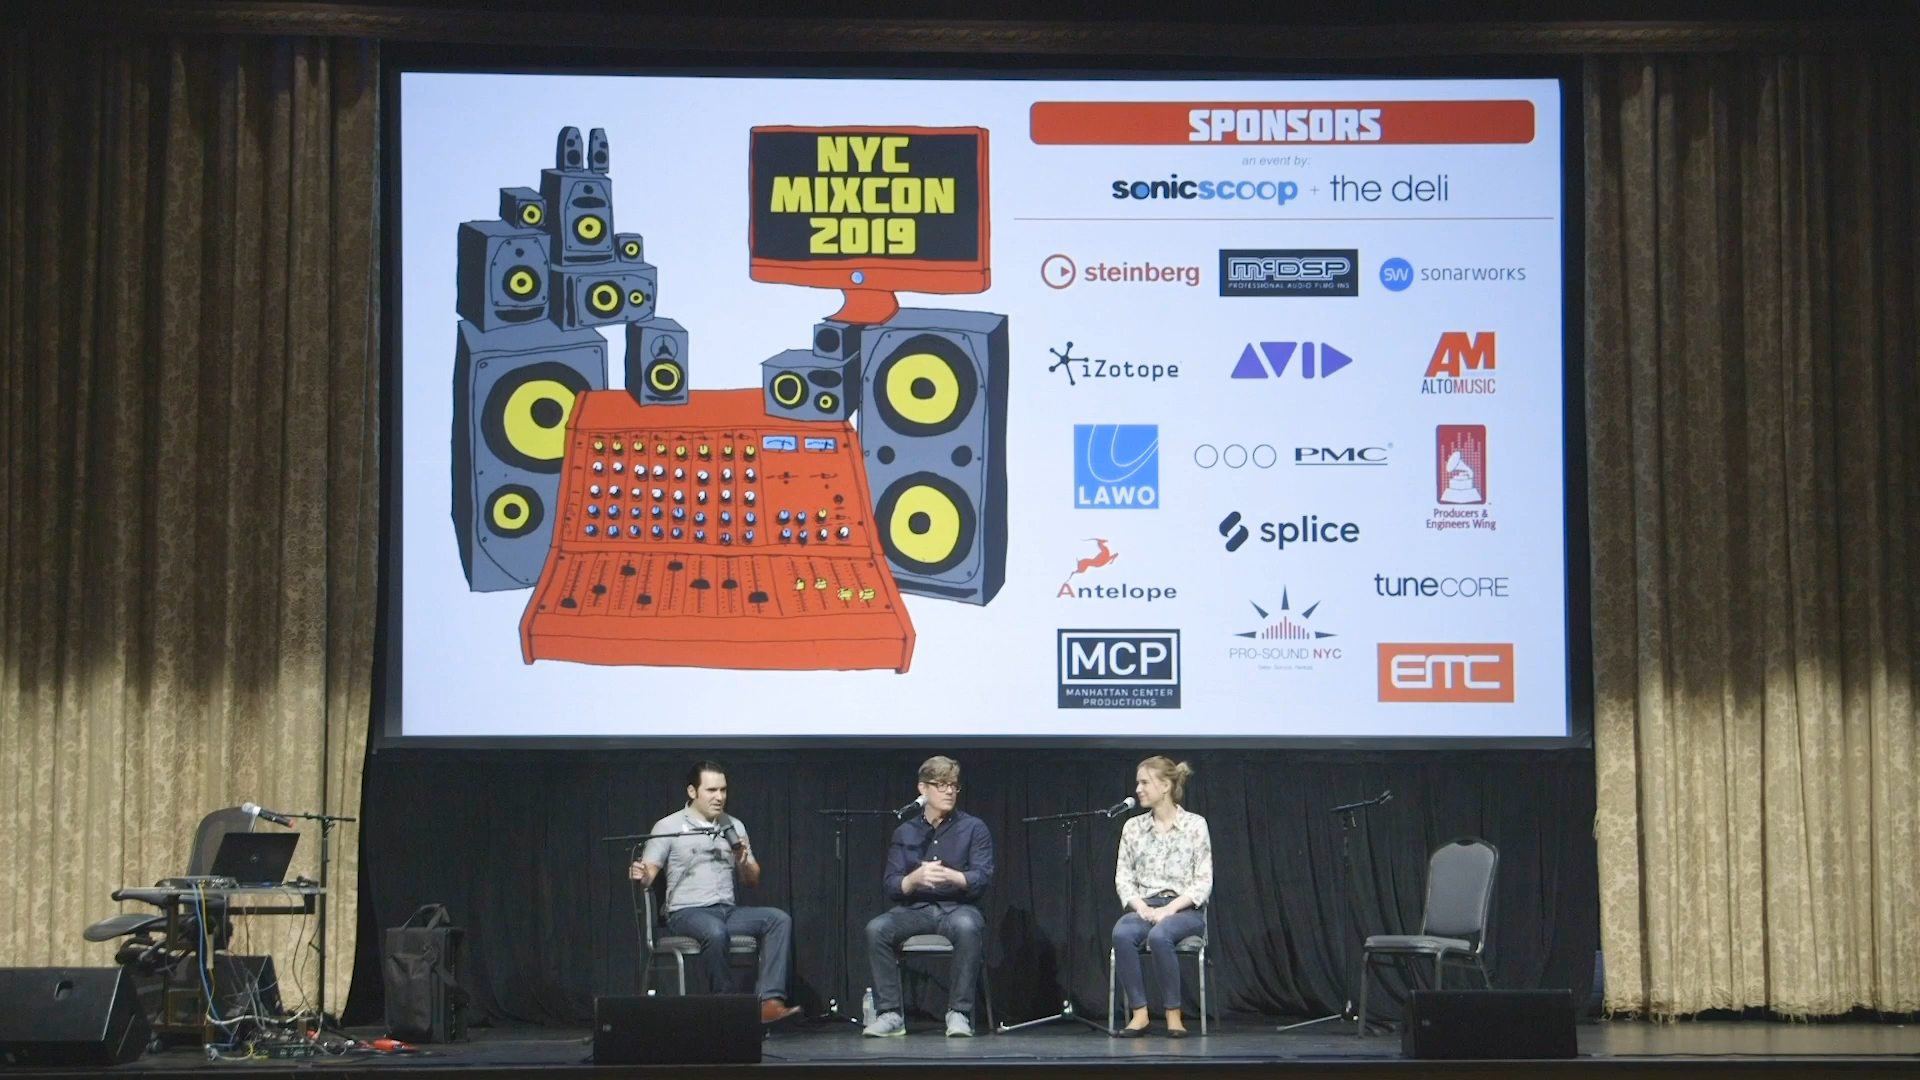 NYC
MIXCON
2019
SPONSORS
an event by:
sonicscoop + the deli
steinberg
McDSP
PROFESSIONAL AUDIO PLUG-INS
SW sonarworks
iZotope
AVID
AM
ALTOMUSIC
LAWO
PMC®
Producers &
Engineers Wing
splice
Antelope
tuneCORE
MCP
MANHATTAN CENTER
PRODUCTIONS
PRO-SOUND NYC
EMC